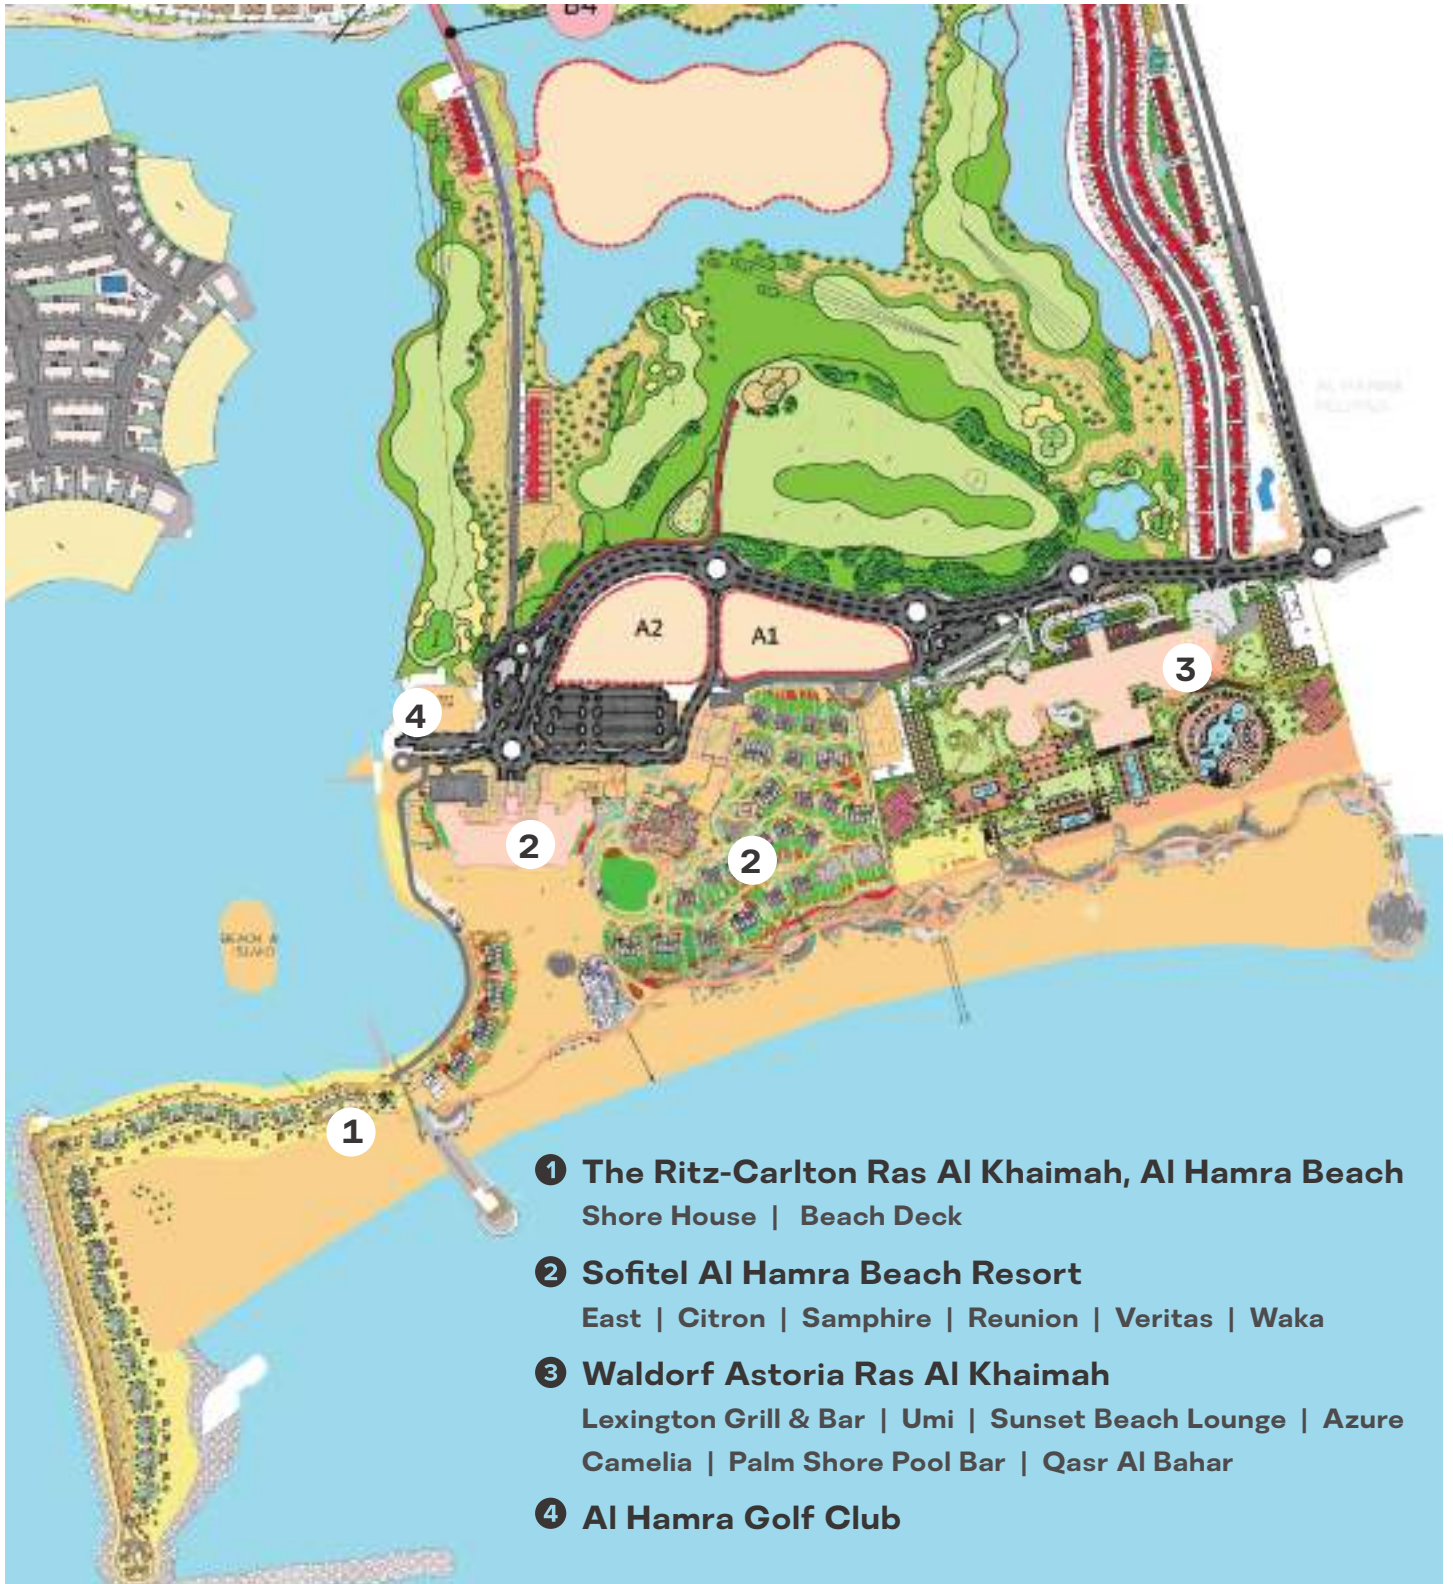 B4
A2
A1
3
4
2
2
BEACH &
ISLAND
1
1 The Ritz-Carlton Ras Al Khaimah, Al Hamra Beach
Shore House | Beach Deck
2 Sofitel Al Hamra Beach Resort
East | Citron | Samphire | Reunion | Veritas | Waka
3 Waldorf Astoria Ras Al Khaimah
Lexington Grill & Bar | Umi | Sunset Beach Lounge | Azure
Camelia | Palm Shore Pool Bar | Qasr Al Bahar
4 Al Hamra Golf Club